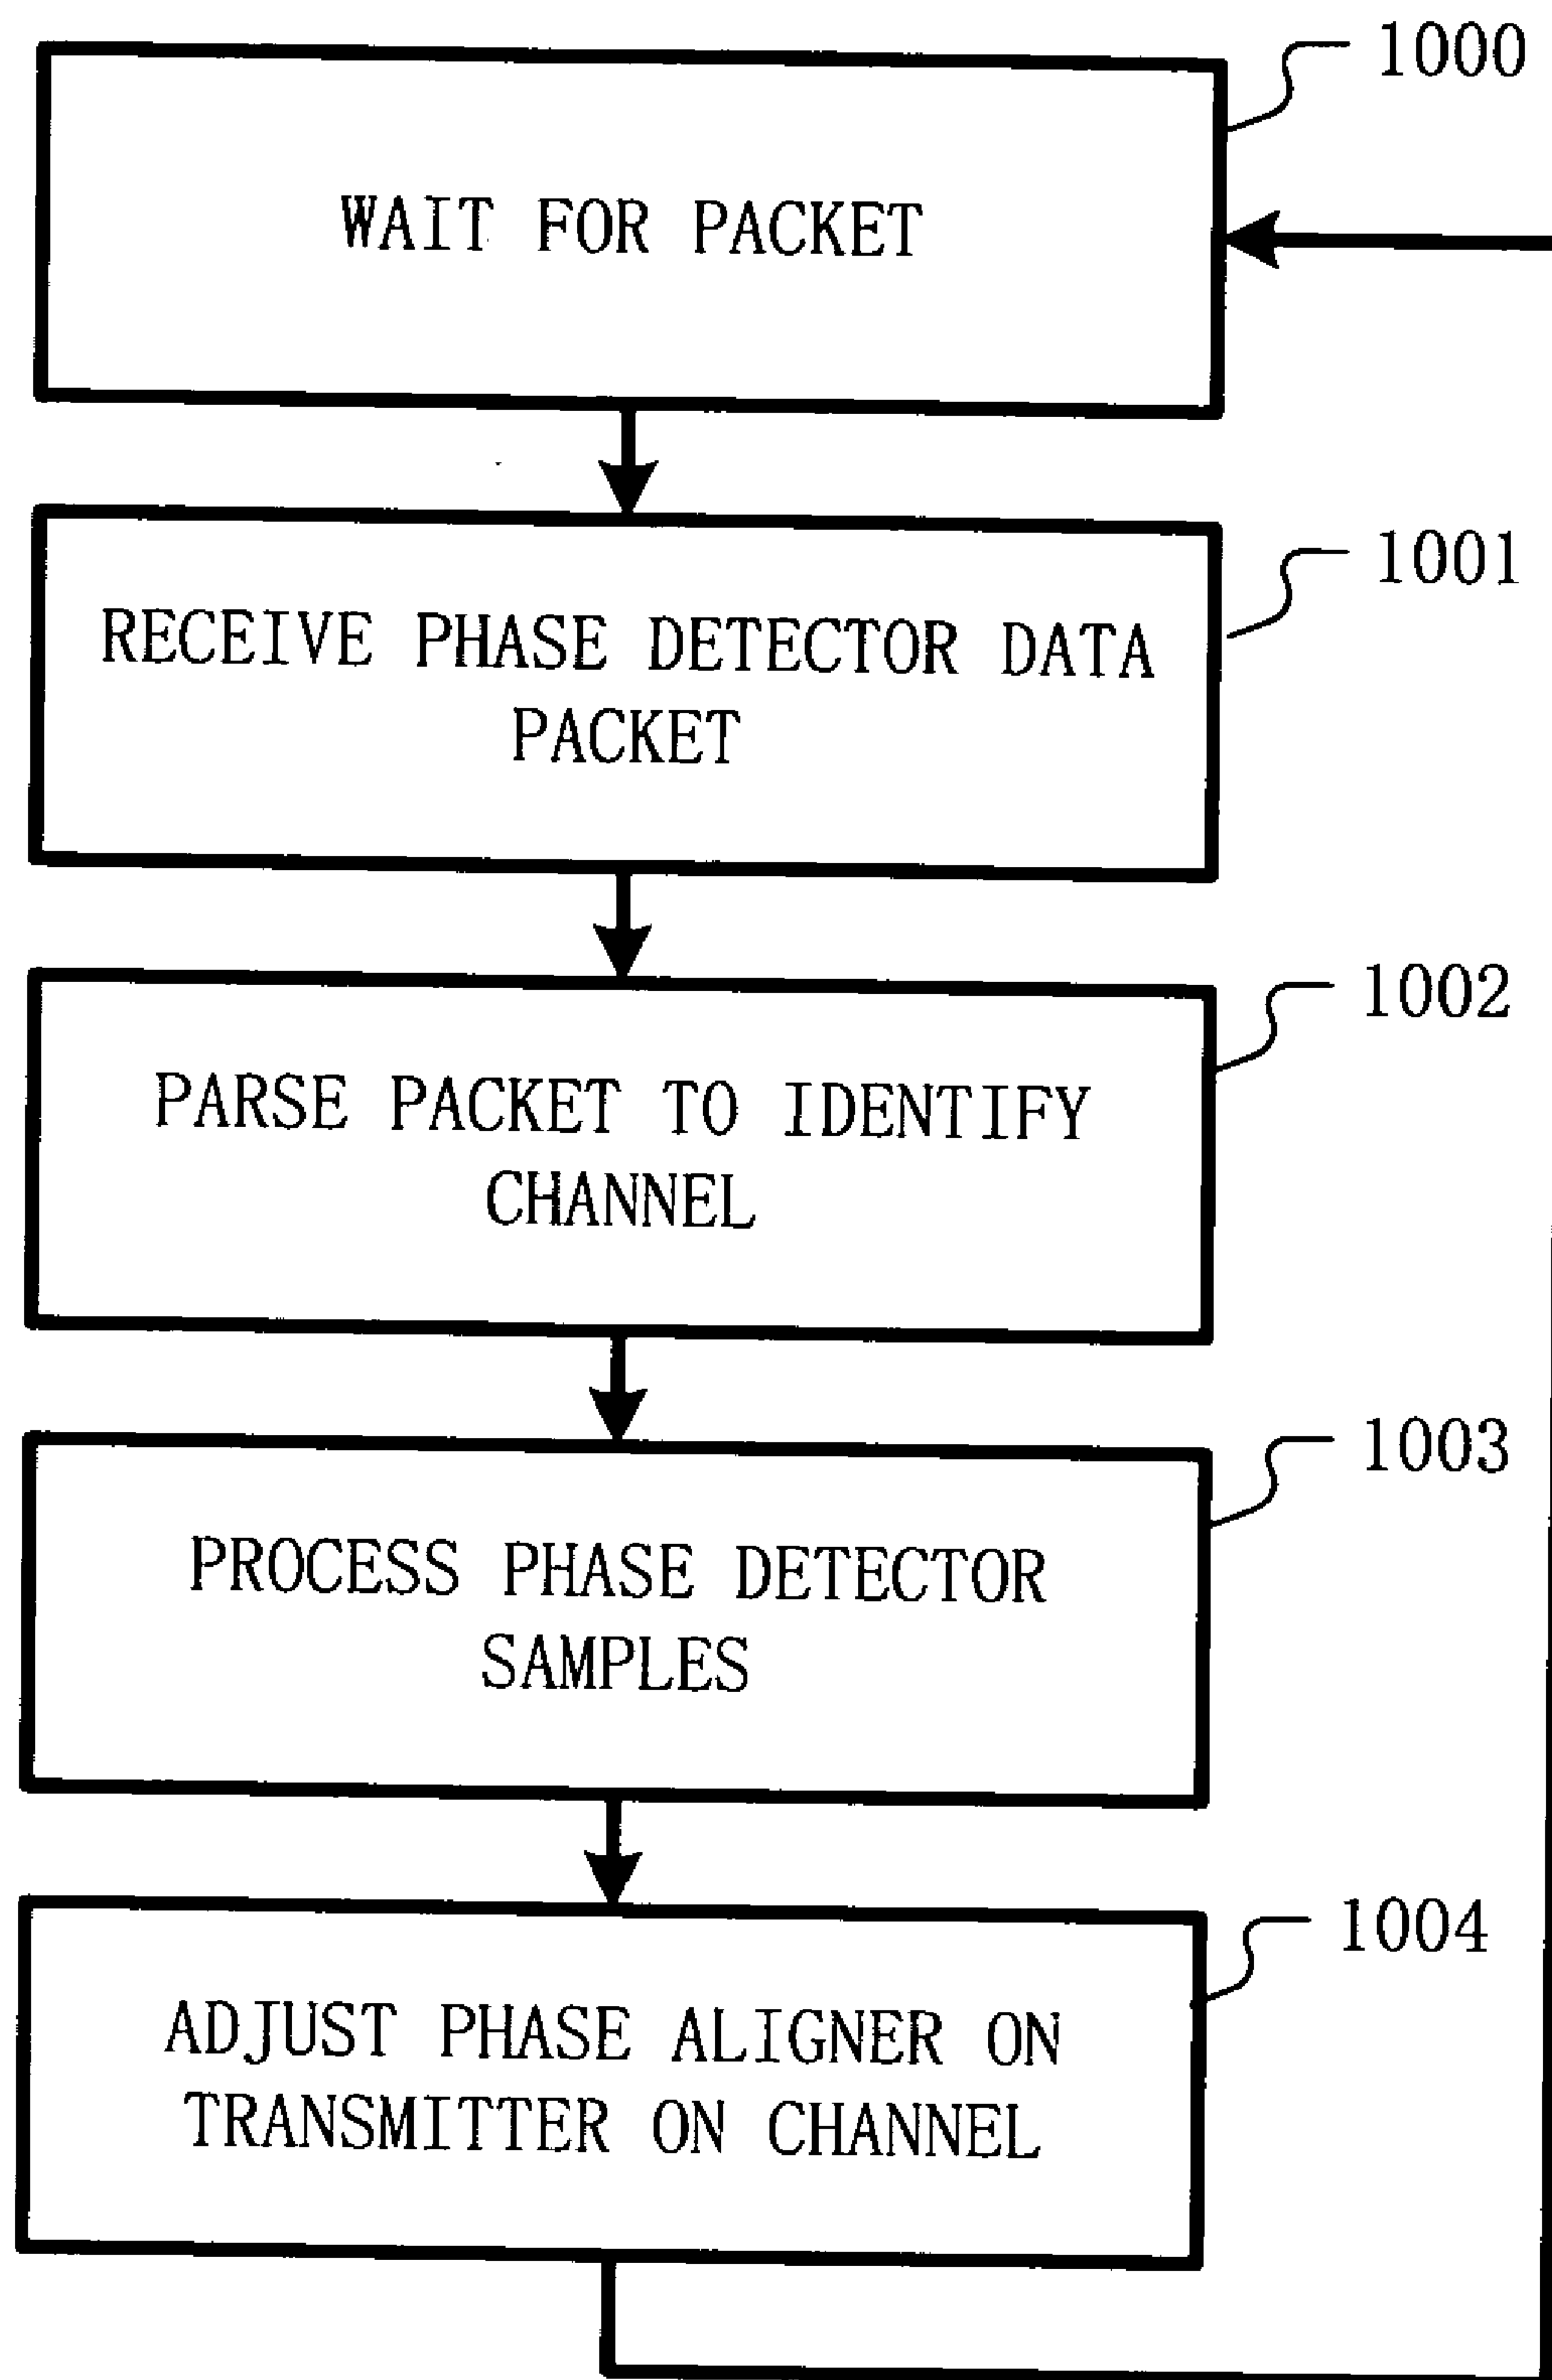 1000
WAIT FOR PACKET
1001
RECEIVE PHASE DETECTOR DATA
PACKET
1002
PARSE PACKET TO IDENTIFY
CHANNEL
1003
PROCESS PHASE DETECTOR
SAMPLES
1004
ADJUST PHASE ALIGNER ON
TRANSMITTER ON CHANNEL